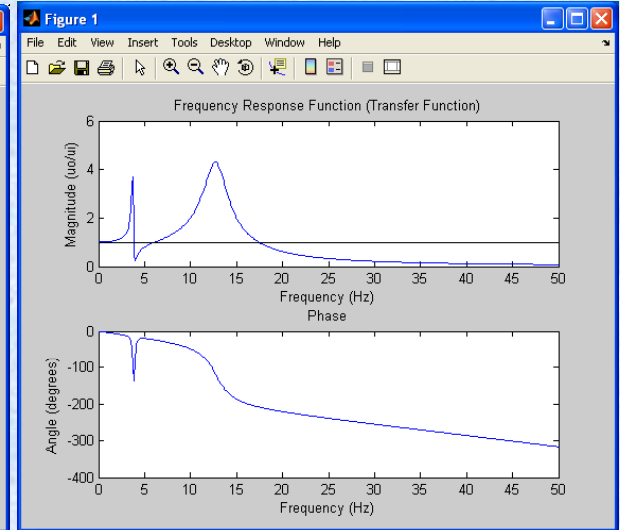 Figure 1
File Edit View Insert Tools Desktop Window Help
Frequency Response Function (Transfer Function)
Magnitude (uo/ui)
6
4
2
0
0 5 10 15 20 25 30 35 40 45 50
Frequency (Hz)
Phase
Angle (degrees)
0
-100
-200
-300
-400
0 5 10 15 20 25 30 35 40 45 50
Frequency (Hz)